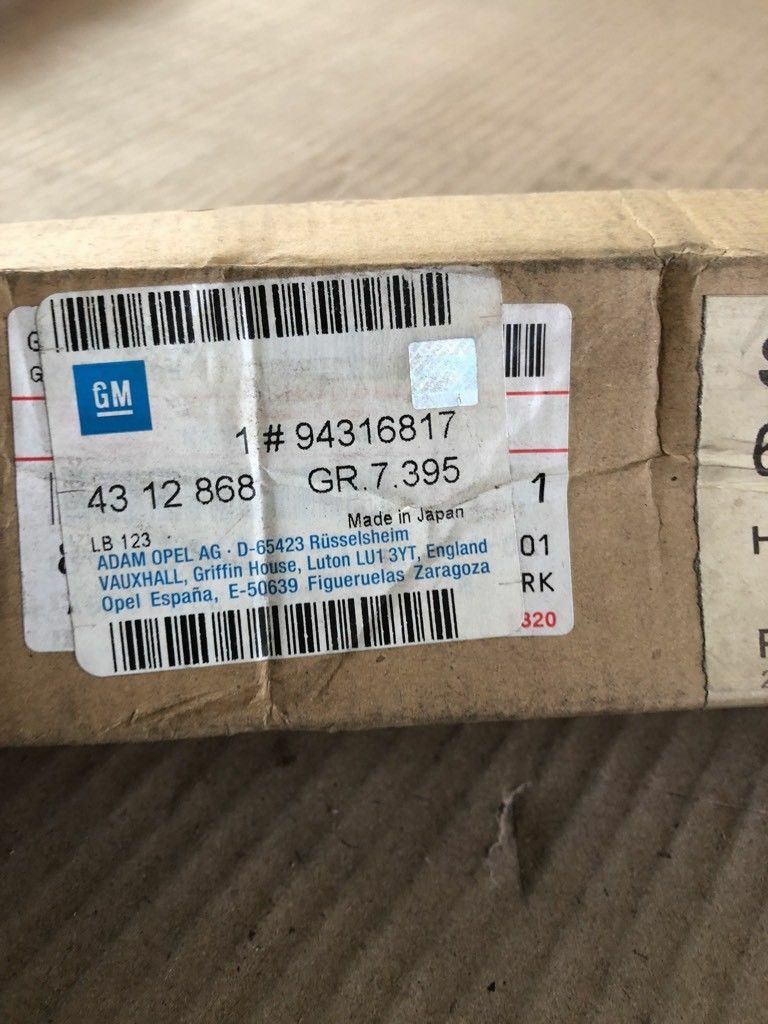 GM
1 # 94316817
43 12 868 GR.7.395
Made in Japan
LB 123
ADAM OPEL AG · D-65423 Rüsselsheim
VAUXHALL, Griffin House, Luton LU1 3YT, England
Opel España, E-50639 Figueruelas Zaragoza
G
G
1
01
RK
320
6
H